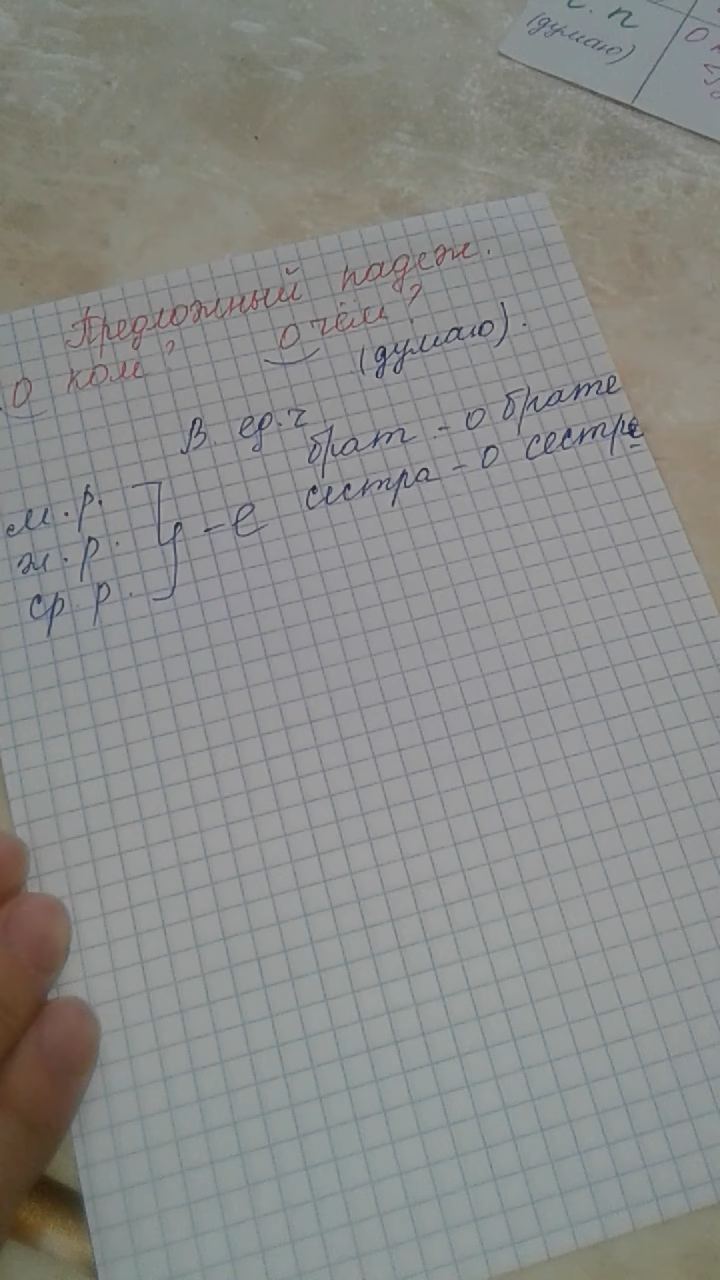 . п
(думаю)
О
Предложный падеж.
О ком? О чём?
(думаю).
В ед.ч
м.р.
ж.р.
ср.р.
-е
брат - о брате
сестра - о сестре